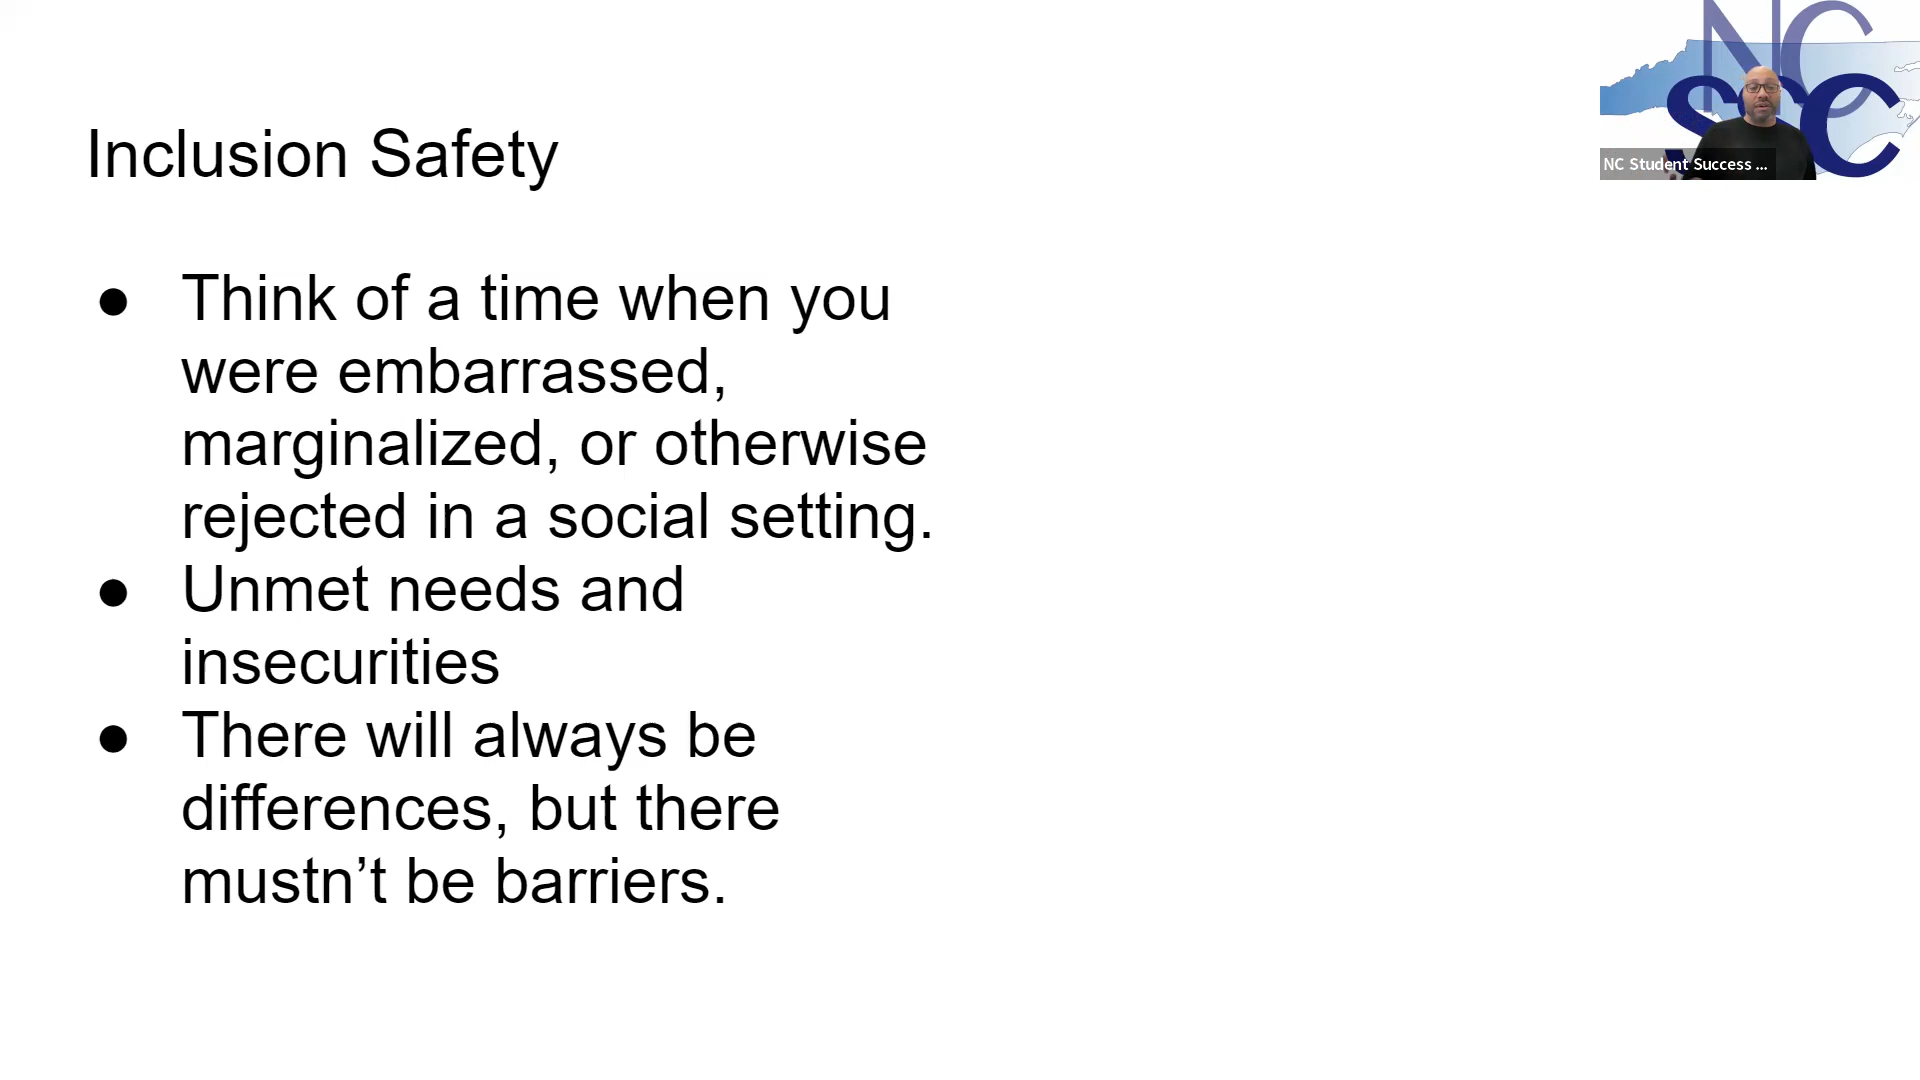 NC
SSC
NC Student Success ...
Inclusion Safety
● Think of a time when you
were embarrassed,
marginalized, or otherwise
rejected in a social setting.
● Unmet needs and
insecurities
● There will always be
differences, but there
mustn’t be barriers.